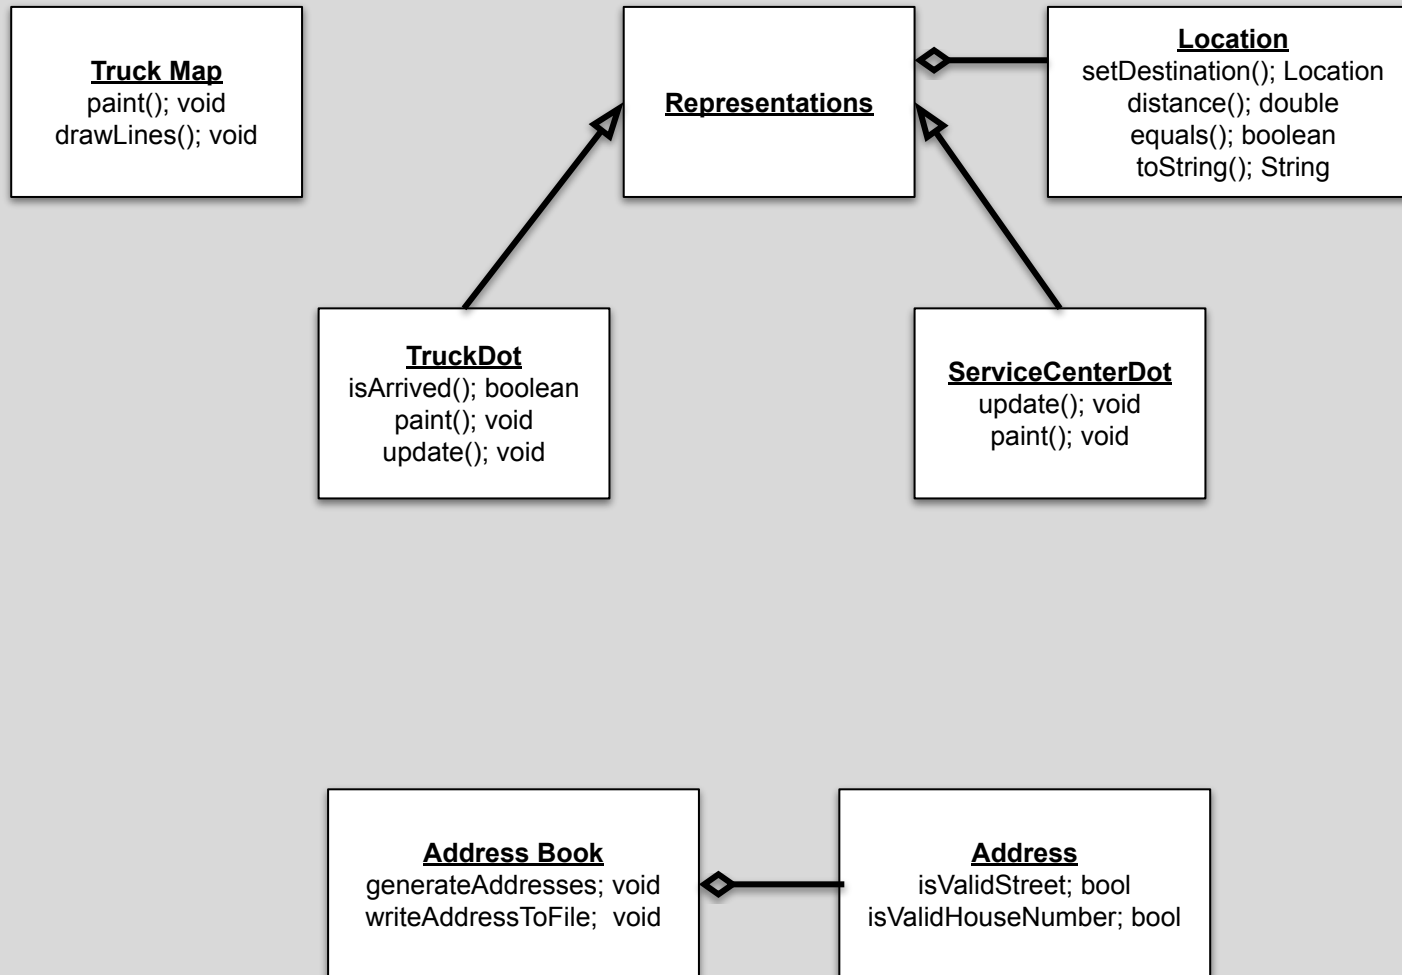 Truck Map
paint(); void
drawLines(); void
Representations
Location
setDestination(); Location
distance(); double
equals(); boolean
toString(); String
TruckDot
isArrived(); boolean
paint(); void
update(); void
ServiceCenterDot
update(); void
paint(); void
Address Book
generateAddresses; void
writeAddressToFile;  void
Address
isValidStreet; bool
isValidHouseNumber; bool